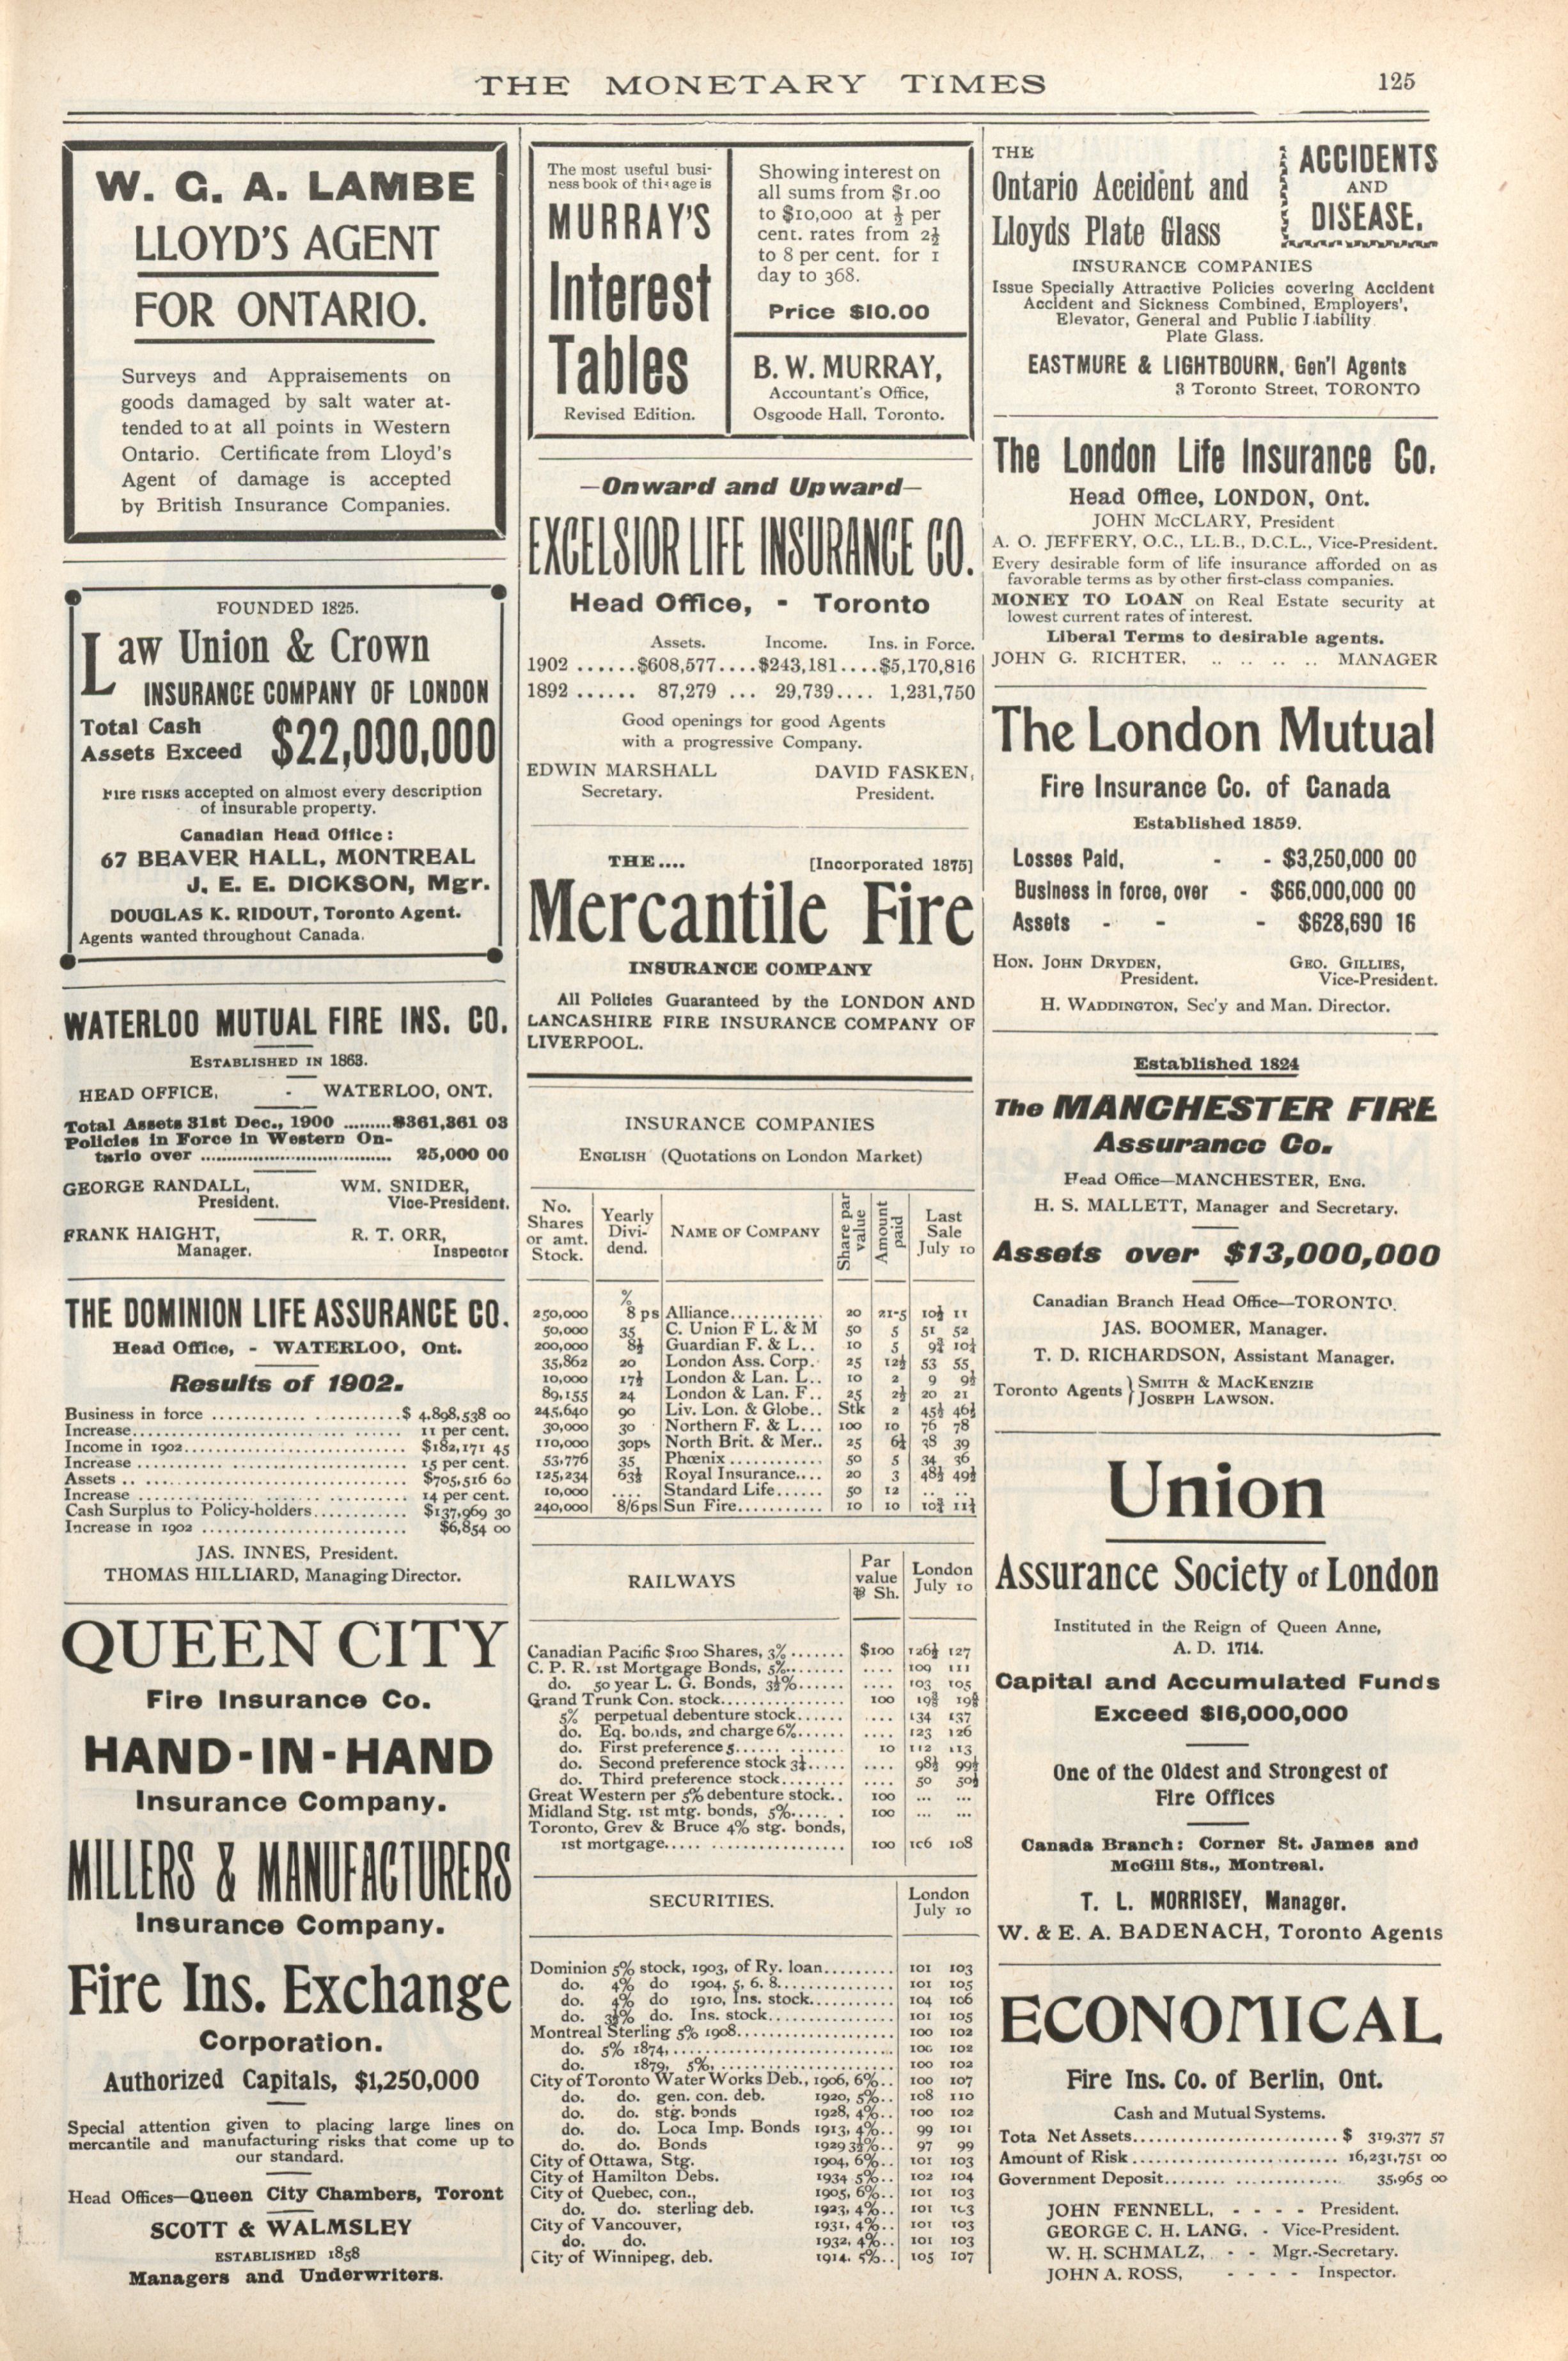 THE MONETARY TIMES
125
W. G. A. LAMBE
LLOYD'S AGENT
FOR ONTARIO.
Surveys and Appraisements on
goods damaged by salt water at-
tended to at all points in Western
Ontario. Certificate from Lloyd's
Agent of damage is accepted
by British Insurance Companies.
FOUNDED 1825.
Law Union & Crown
INSURANCE COMPANY OF LONDON
Total Cash
Assets Exceed $22,000,000
Fire risks accepted on almost every description
of insurable property.
Canadian Head Office:
67 BEAVER HALL, MONTREAL
J. E. E. DICKSON, Mgr.
DOUGLAS K. RIDOUT, Toronto Agent.
Agents wanted throughout Canada.
WATERLOO MUTUAL FIRE INS. CO.
ESTABLISHED IN 1863.
HEAD OFFICE, - WATERLOO, ONT.
Total Assets 31st Dec., 1900 .........$361,361 03
Policies in Force in Western On-
tario over .................................. 25,000 00
GEORGE RANDALL, WM. SNIDER,
President. Vice-President.
FRANK HAIGHT, R. T. ORR,
Manager. Inspector
THE DOMINION LIFE ASSURANCE CO.
Head Office, - WATERLOO, Ont.
Results of 1902.
Business in force ........................$ 4,898,538 00
Increase.................................. 11 per cent.
Income in 1902............................ $182,171 45
Increase .................................. 15 per cent.
Assets .. ................................. $705,516 60
Increase .................................. 14 per cent.
Cash Surplus to Policy-holders............ $137,969 30
Increase in 1902 .......................... $6,854 00
JAS. INNES, President.
THOMAS HILLIARD, Managing Director.
QUEEN CITY
Fire Insurance Co.
HAND-IN-HAND
Insurance Company.
MILLERS & MANUFACTURERS
Insurance Company.
Fire Ins. Exchange
Corporation.
Authorized Capitals, $1,250,000
Special attention given to placing large lines on
mercantile and manufacturing risks that come up to
our standard.
Head Offices—Queen City Chambers, Toront
SCOTT & WALMSLEY
ESTABLISHED 1858
Managers and Underwriters.
The most useful busi-
ness book of this age is
MURRAY'S
Interest
Tables
Revised Edition.
Showing interest on
all sums from $1.00
to $10,000 at ½ per
cent. rates from 2½
to 8 per cent. for 1
day to 368.
Price $10.00
B. W. MURRAY,
Accountant's Office,
Osgoode Hall, Toronto.
—Onward and Upward—
EXCELSIOR LIFE INSURANCE CO.
Head Office, - Toronto
Assets. Income. Ins. in Force.
1902 ......$608,577....$243,181....$5,170,816
1892 ...... 87,279 ... 29,739.... 1,231,750
Good openings for good Agents
with a progressive Company.
EDWIN MARSHALL DAVID FASKEN,
Secretary. President.
THE.... [Incorporated 1875]
Mercantile Fire
INSURANCE COMPANY
All Policies Guaranteed by the LONDON AND
LANCASHIRE FIRE INSURANCE COMPANY OF
LIVERPOOL.
INSURANCE COMPANIES
ENGLISH (Quotations on London Market)
No. Shares or amt. Stock. | Yearly Divi-dend. | NAME OF COMPANY | Share par value | Amount paid | Last Sale July 10
%
250,000 8 ps Alliance............ 20 21-5 10½ 11
50,000 35 C. Union F L. & M 50 5 51 52
200,000 8½ Guardian F. & L.. 10 5 9¾ 10¼
35,862 20 London Ass. Corp. 25 12½ 53 55
10,000 17½ London & Lan. L.. 10 2 9 9½
89,155 24 London & Lan. F.. 25 2½ 20 21
245,640 90 Liv. Lon. & Globe.. Stk 2 45½ 46½
30,000 30 Northern F. & L... 100 10 76 78
110,000 30ps North Brit. & Mer.. 25 6¼ 38 39
53,776 35 Phœnix ............ 50 5 34 36
125,234 63½ Royal Insurance.... 20 3 48½ 49½
10,000 .... Standard Life...... 50 12 .. ..
240,000 8/6ps Sun Fire........... 10 10 10¾ 11¼
RAILWAYS | Par value ₱ Sh. | London July 10
Canadian Pacific $100 Shares, 3%....... $100 126½ 127
C. P. R. 1st Mortgage Bonds, 5%........ .... 109 111
do. 50 year L. G. Bonds, 3½%...... .... 103 105
Grand Trunk Con. stock................ 100 19⅜ 19⅝
5% perpetual debenture stock...... .... 134 137
do. Eq. bonds, and charge 6%...... .... 123 126
do. First preference 5............. 10 112 113
do. Second preference stock 3¼..... .... 98½ 99½
do. Third preference stock........ .... 50 50½
Great Western per 5% debenture stock.. 100 ... ...
Midland Stg. 1st mtg. bonds, 5%...... 100 ... ...
Toronto, Grey & Bruce 4% stg. bonds,
1st mortgage..... ................. 100 106 108
SECURITIES. | London July 10
Dominion 5% stock, 1903, of Ry. loan......... 101 103
do. 4% do 1904, 5, 6. 8............... 101 105
do. 4% do 1910, Ins. stock........... 104 106
do. 3½% do. Ins. stock................ 101 105
Montreal Sterling 5% 1908.................... 100 102
do. 5% 1874,............................ 100 102
do. 1879, 5%, ...................... 100 102
City of Toronto Water Works Deb., 1906, 6%.. 100 107
do. do. gen. con. deb. 1920, 5%.. 108 110
do. do. stg. bonds 1928, 4%.. 100 102
do. do. Loca Imp. Bonds 1913, 4%.. 99 101
do. do. Bonds 1929 3½%.. 97 99
City of Ottawa, Stg. 1904, 6%.. 101 103
City of Hamilton Debs. 1934 5%.. 102 104
City of Quebec, con., 1905, 6%.. 101 103
do. do. sterling deb. 1923, 4%.. 101 103
City of Vancouver, 1931, 4%.. 101 103
do. do. 1932, 4%.. 101 103
City of Winnipeg, deb. 1914, 5%.. 105 107
THE
Ontario Accident and
Lloyds Plate Glass
ACCIDENTS
AND
DISEASE.
INSURANCE COMPANIES
Issue Specially Attractive Policies covering Accident
Accident and Sickness Combined, Employers',
Elevator, General and Public Liability
Plate Glass.
EASTMURE & LIGHTBOURN, Gen'l Agents
3 Toronto Street, TORONTO
The London Life Insurance Co.
Head Office, LONDON, Ont.
JOHN McCLARY, President
A. O. JEFFERY, O.C., LL.B., D.C.L., Vice-President.
Every desirable form of life insurance afforded on as
favorable terms as by other first-class companies.
MONEY TO LOAN on Real Estate security at
lowest current rates of interest.
Liberal Terms to desirable agents.
JOHN G. RICHTER, .. .. .. .. MANAGER
The London Mutual
Fire Insurance Co. of Canada
Established 1859.
Losses Paid, - - $3,250,000 00
Business in force, over - $66,000,000 00
Assets - - - $628,690 16
HON. JOHN DRYDEN, GEO. GILLIES,
President. Vice-President.
H. WADDINGTON, Sec'y and Man. Director.
Established 1824
The MANCHESTER FIRE
Assurance Co.
Head Office—MANCHESTER, ENG.
H. S. MALLETT, Manager and Secretary.
Assets over $13,000,000
Canadian Branch Head Office—TORONTO.
JAS. BOOMER, Manager.
T. D. RICHARDSON, Assistant Manager.
Toronto Agents } SMITH & MACKENZIE
JOSEPH LAWSON.
Union
Assurance Society of London
Instituted in the Reign of Queen Anne,
A. D. 1714.
Capital and Accumulated Funds
Exceed $16,000,000
One of the Oldest and Strongest of
Fire Offices
Canada Branch: Corner St. James and
McGill Sts., Montreal.
T. L. MORRISEY, Manager.
W. & E. A. BADENACH, Toronto Agents
ECONOMICAL
Fire Ins. Co. of Berlin, Ont.
Cash and Mutual Systems.
Tota Net Assets.......................... $ 319,377 57
Amount of Risk .......................... 16,231,751 00
Government Deposit....... .............. 35,965 00
JOHN FENNELL, - - - - President.
GEORGE C. H. LANG, - Vice-President.
W. H. SCHMALZ, - - Mgr.-Secretary.
JOHN A. ROSS, - - - - Inspector.